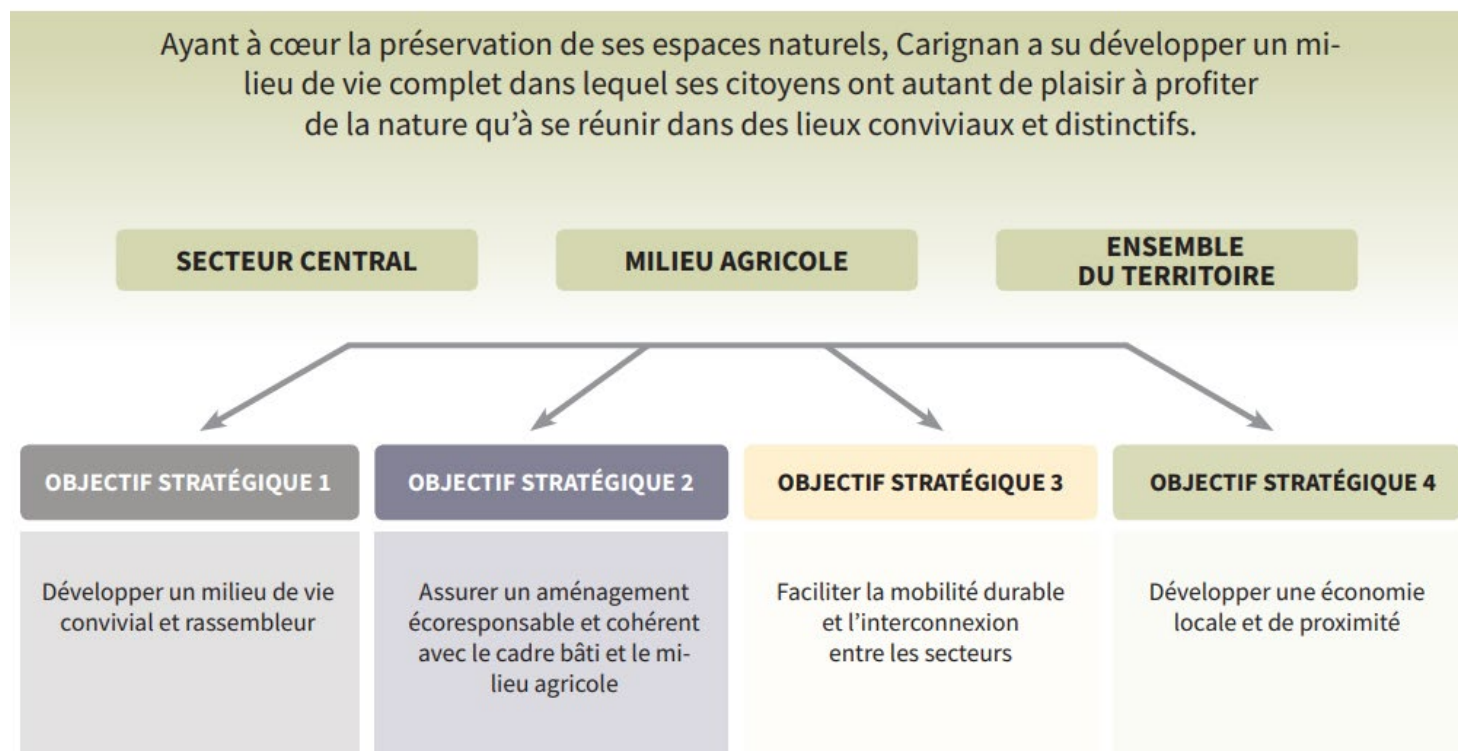 Ayant à cœur la préservation de ses espaces naturels, Carignan a su développer un mi-
lieu de vie complet dans lequel ses citoyens ont autant de plaisir à profiter
de la nature qu’à se réunir dans des lieux conviviaux et distinctifs.
SECTEUR CENTRAL
MILIEU AGRICOLE
ENSEMBLE
DU TERRITOIRE
OBJECTIF STRATÉGIQUE 1
Développer un milieu de vie
convivial et rassembleur
OBJECTIF STRATÉGIQUE 2
Assurer un aménagement
écoresponsable et cohérent
avec le cadre bâti et le mi-
lieu agricole
OBJECTIF STRATÉGIQUE 3
Faciliter la mobilité durable
et l’interconnexion
entre les secteurs
OBJECTIF STRATÉGIQUE 4
Développer une économie
locale et de proximité